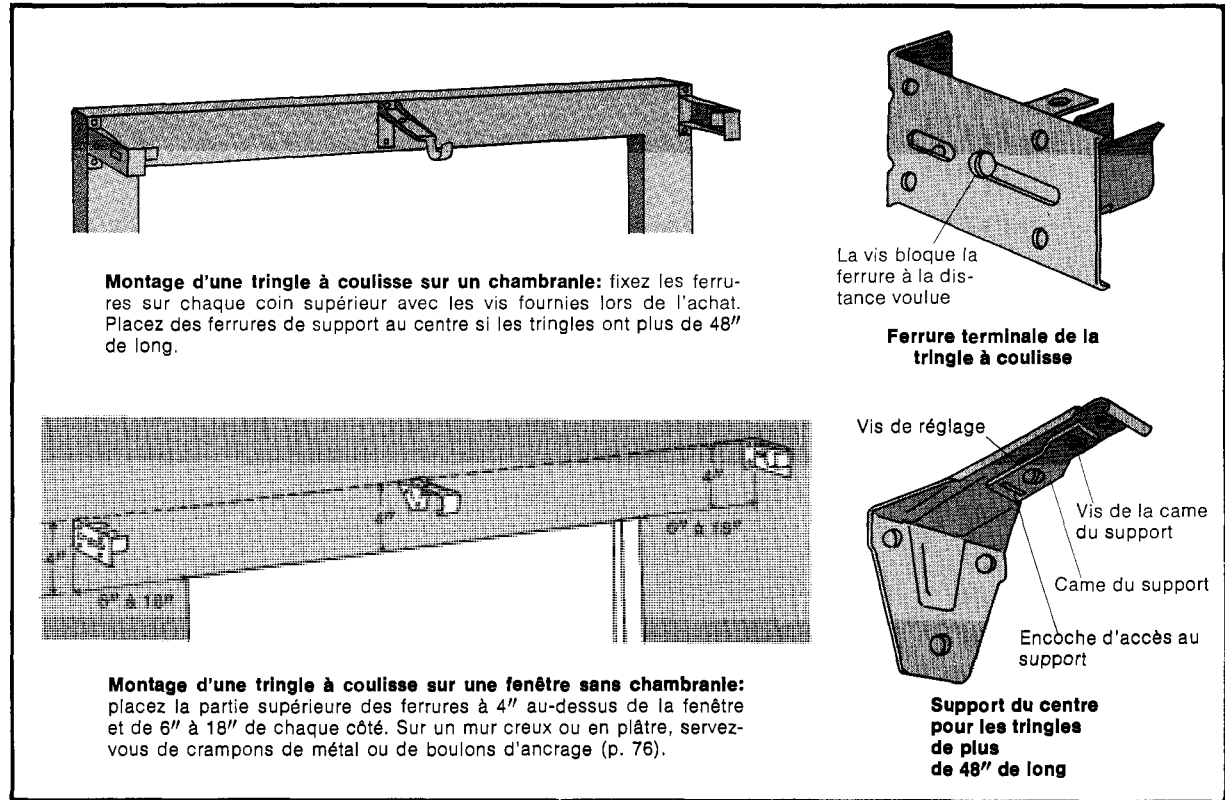 Montage d'une tringle à coulisse sur un chambranle: fixez les ferru-
res sur chaque coin supérieur avec les vis fournies lors de l'achat.
Placez des ferrures de support au centre si les tringles ont plus de 48″
de long.
La vis bloque la
ferrure à la dis-
tance voulue
Ferrure terminale de la
tringle à coulisse
4″
6″ à 18″
4″
4″
6″ à 18″
Montage d'une tringle à coulisse sur une fenêtre sans chambranle:
placez la partie supérieure des ferrures à 4″ au-dessus de la fenêtre
et de 6″ à 18″ de chaque côté. Sur un mur creux ou en plâtre, servez-
vous de crampons de métal ou de boulons d'ancrage (p. 76).
Vis de réglage
Vis de la came
du support
Came du support
Encoche d'accès au
support
Support du centre
pour les tringles
de plus
de 48″ de long